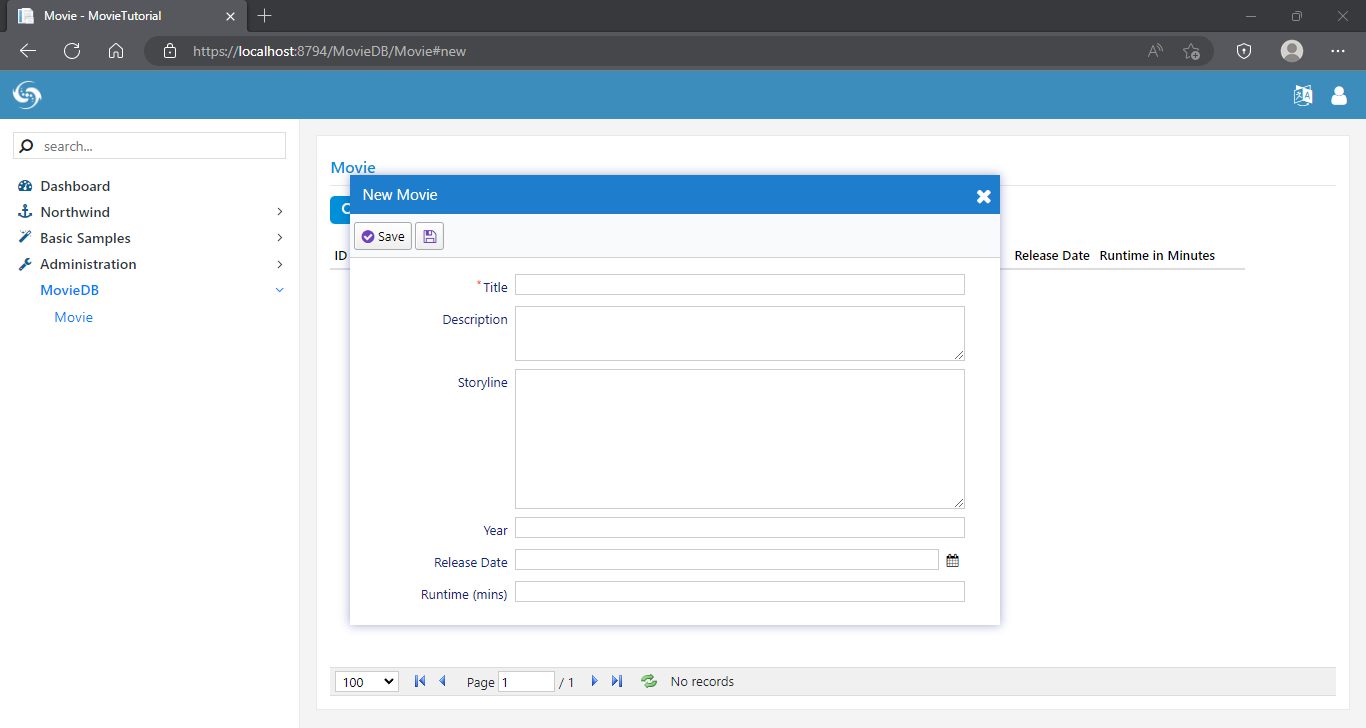 Movie - MovieTutorial
https://localhost:8794/MovieDB/Movie#new
search...
Dashboard
Northwind
Basic Samples
Administration
MovieDB
Movie
Movie
New Movie
Save
ID
Release Date Runtime in Minutes
*Title
Description
Storyline
Year
Release Date
Runtime (mins)
100
Page 1 / 1
No records